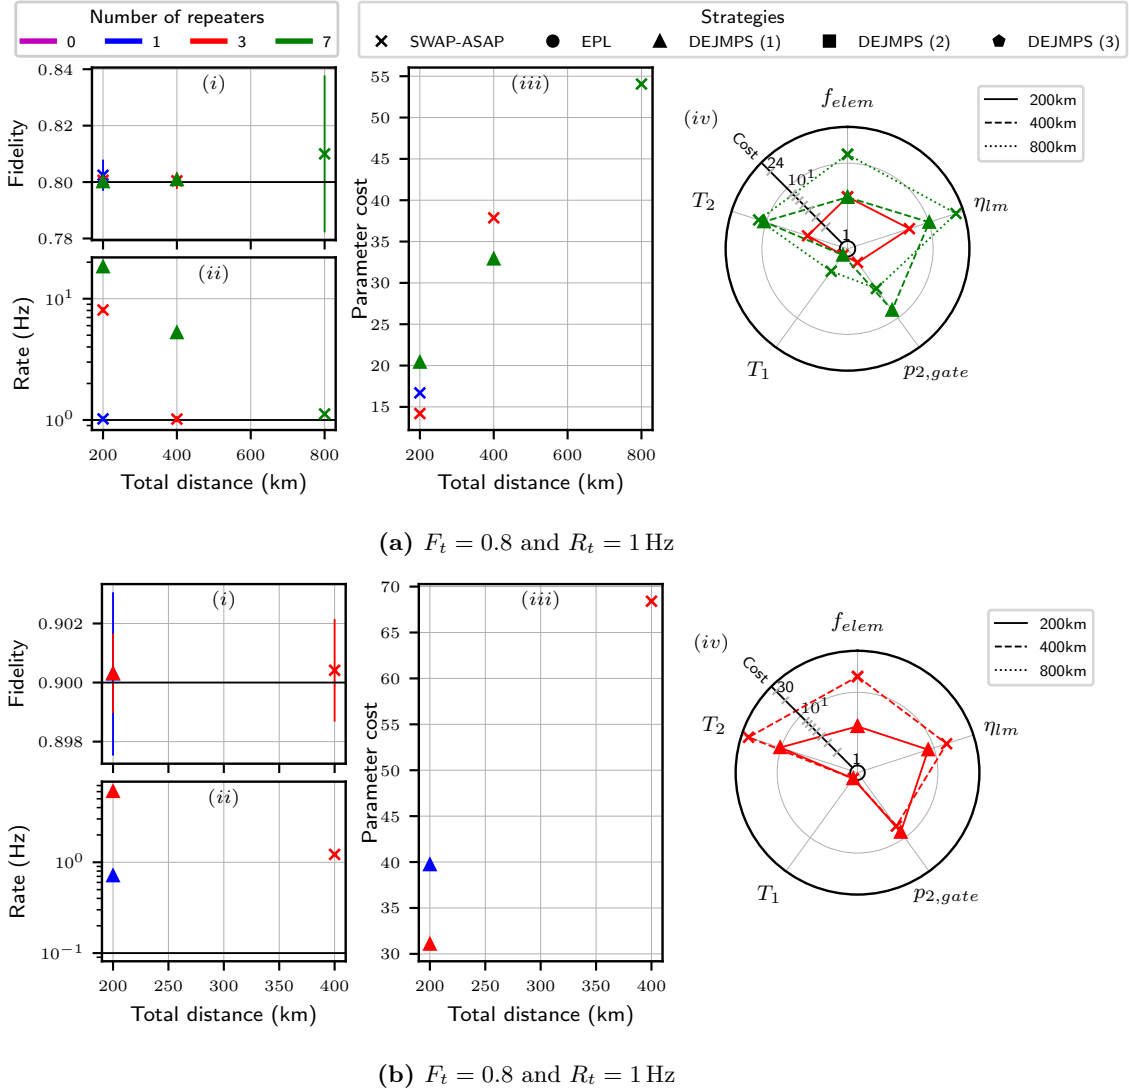 Number of repeaters
0 1 3 7
Strategies
SWAP-ASAP EPL DEJMPS (1) DEJMPS (2) DEJMPS (3)
(i)
Fidelity
0.84
0.82
0.80
0.78
(ii)
Rate (Hz)
10¹
10⁰
200 400 600 800
Total distance (km)
(iii)
Parameter cost
55
50
45
40
35
30
25
20
15
200 400 600 800
Total distance (km)
(iv)
f_elem
η_lm
p_2,gate
T_1
T_2
Cost
24
10¹
1
200km
400km
800km
(a) F_t = 0.8 and R_t = 1 Hz
(i)
Fidelity
0.902
0.900
0.898
(ii)
Rate (Hz)
10⁰
10⁻¹
200 250 300 350 400
Total distance (km)
(iii)
Parameter cost
70
65
60
55
50
45
40
35
30
200 250 300 350 400
Total distance (km)
(iv)
f_elem
η_lm
p_2,gate
T_1
T_2
Cost
30
10¹
1
200km
400km
800km
(b) F_t = 0.8 and R_t = 1 Hz